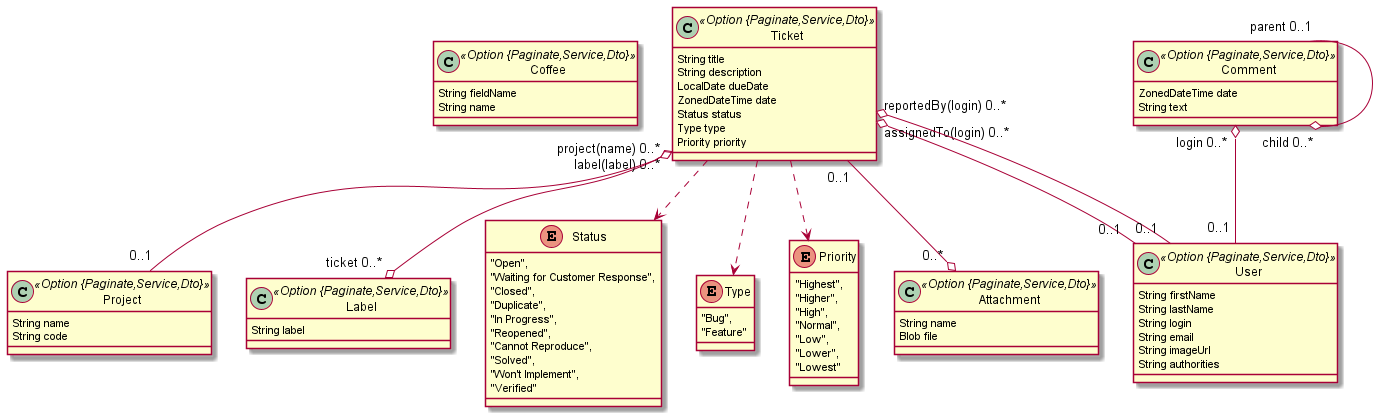 C «Option {Paginate,Service,Dto}»
Ticket
String title
String description
LocalDate dueDate
ZonedDateTime date
Status status
Type type
Priority priority
C «Option {Paginate,Service,Dto}»
Coffee
String fieldName
String name
parent 0..1
C «Option {Paginate,Service,Dto}»
Comment
ZonedDateTime date
String text
reportedBy(login) 0..*
assignedTo(login) 0..*
login 0..*
child 0..*
project(name) 0..*
label(label) 0..*
0..1
0..1
ticket 0..*
0..*
0..1
0..1
0..1
C «Option {Paginate,Service,Dto}»
Project
String name
String code
C «Option {Paginate,Service,Dto}»
Label
String label
E Status
"Open",
"Waiting for Customer Response",
"Closed",
"Duplicate",
"In Progress",
"Reopened",
"Cannot Reproduce",
"Solved",
"Won't Implement",
"Verified"
E Type
"Bug",
"Feature"
E Priority
"Highest",
"Higher",
"High",
"Normal",
"Low",
"Lower",
"Lowest"
C «Option {Paginate,Service,Dto}»
Attachment
String name
Blob file
C «Option {Paginate,Service,Dto}»
User
String firstName
String lastName
String login
String email
String imageUrl
String authorities